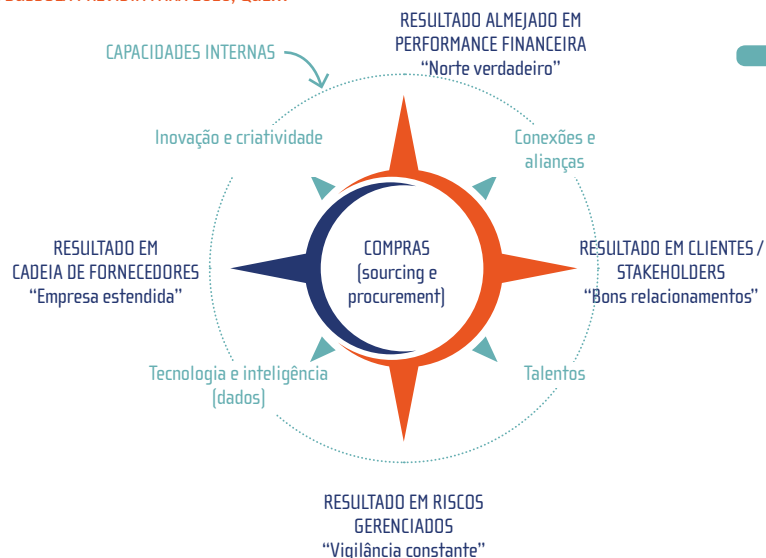 RESULTADO ALMEJADO EM
PERFORMANCE FINANCEIRA
“Norte verdadeiro”
CAPACIDADES INTERNAS
Inovação e criatividade
Conexões e
alianças
RESULTADO EM
CADEIA DE FORNECEDORES
“Empresa estendida”
COMPRAS
(sourcing e
procurement)
RESULTADO EM CLIENTES /
STAKEHOLDERS
“Bons relacionamentos”
Tecnologia e inteligência
(dados)
Talentos
RESULTADO EM RISCOS
GERENCIADOS
“Vigilância constante”